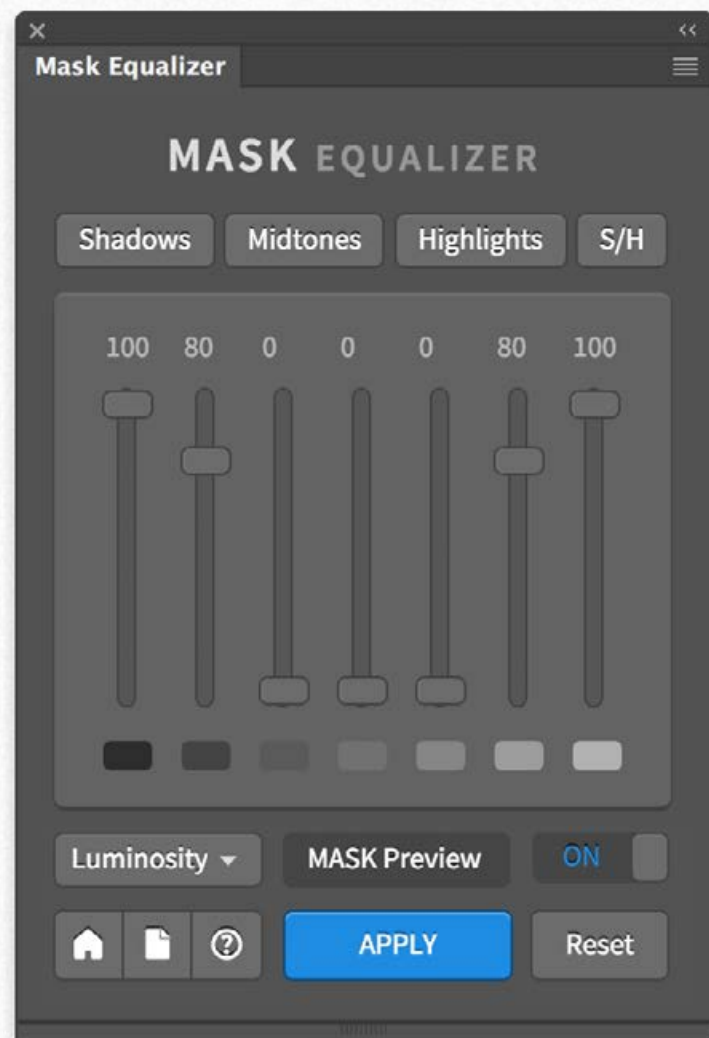 Mask Equalizer
MASK EQUALIZER
Shadows Midtones Highlights S/H
100 80 0 0 0 80 100
Luminosity MASK Preview ON
APPLY Reset